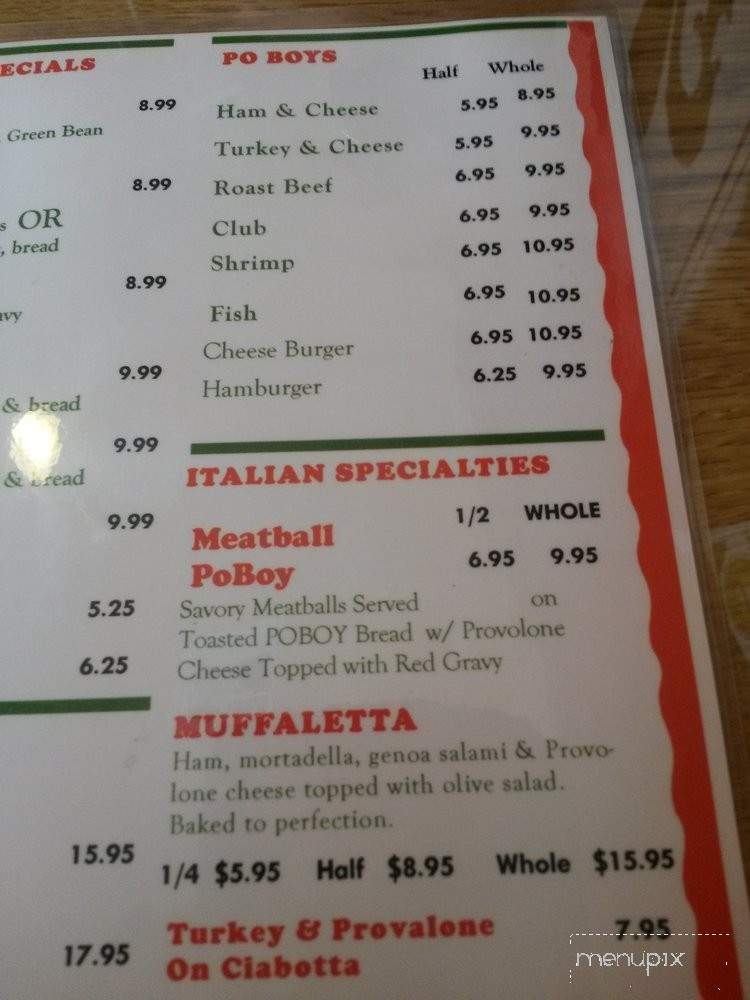 ECIALS
8.99
, Green Bean
8.99
s OR
, bread
8.99
avy
9.99
& bread
9.99
& bread
9.99
5.25
6.25
15.95
17.95
PO BOYS
Half Whole
Ham & Cheese 5.95 8.95
Turkey & Cheese 5.95 9.95
Roast Beef 6.95 9.95
Club 6.95 9.95
Shrimp 6.95 10.95
Fish 6.95 10.95
Cheese Burger 6.95 10.95
Hamburger 6.25 9.95
ITALIAN SPECIALTIES
1/2 WHOLE
Meatball
PoBoy 6.95 9.95
Savory Meatballs Served on
Toasted POBOY Bread w/ Provolone
Cheese Topped with Red Gravy
MUFFALETTA
Ham, mortadella, genoa salami & Provo-
lone cheese topped with olive salad.
Baked to perfection.
1/4 $5.95 Half $8.95 Whole $15.95
Turkey & Provalone 7.95
On Ciabotta
menupix